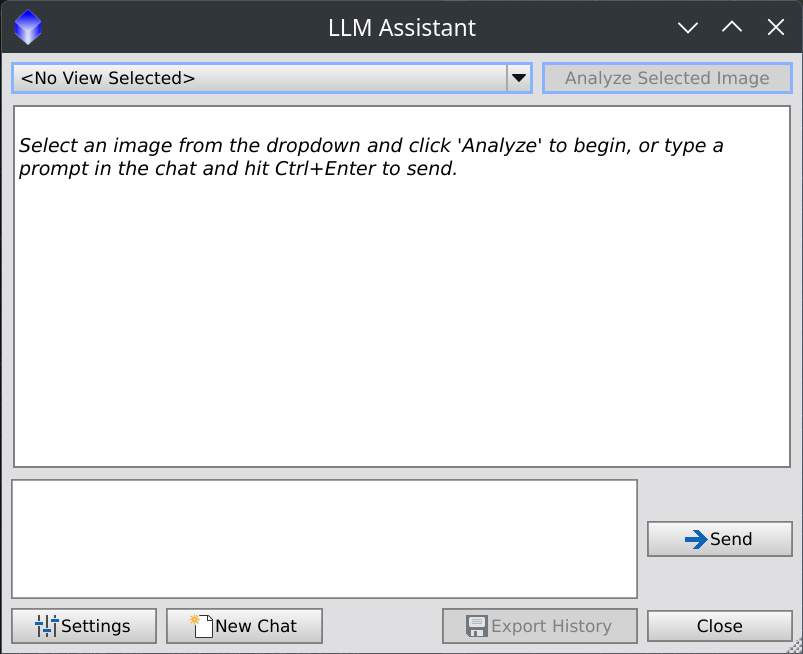 LLM Assistant
<No View Selected>
Analyze Selected Image
Select an image from the dropdown and click 'Analyze' to begin, or type a
prompt in the chat and hit Ctrl+Enter to send.
Send
Settings
New Chat
Export History
Close